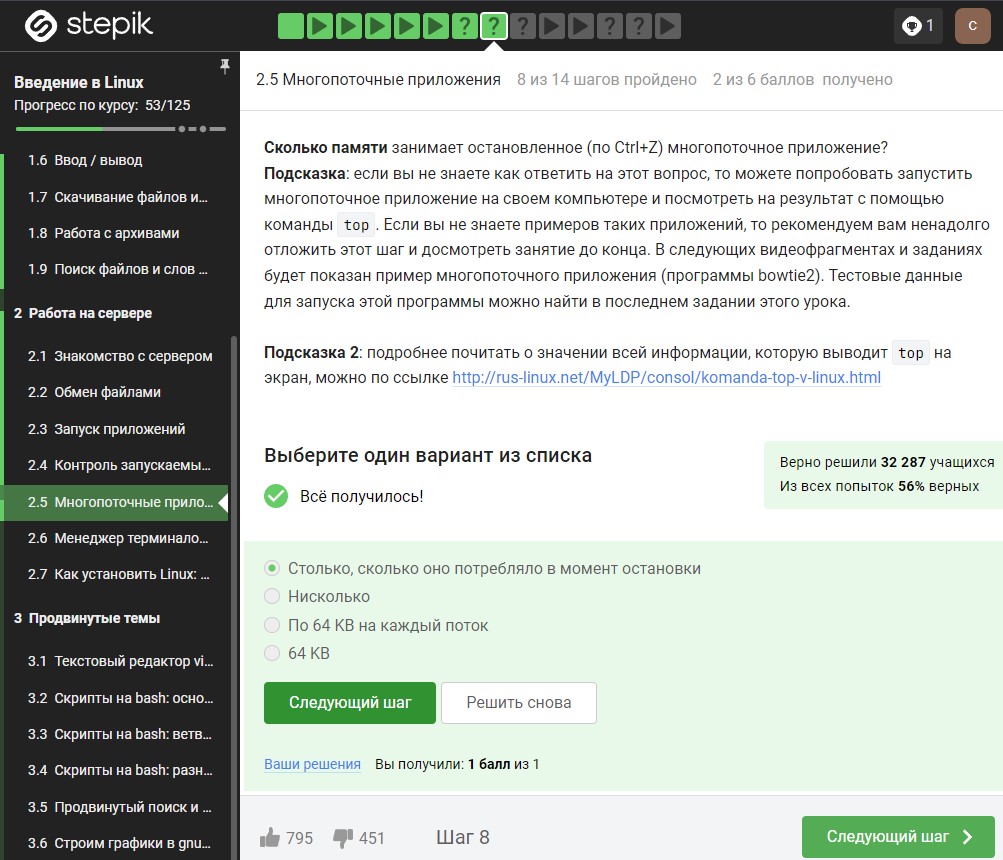 stepik
? ? ? ? ?
1
C
Введение в Linux
Прогресс по курсу: 53/125
1.6 Ввод / вывод
1.7 Скачивание файлов и...
1.8 Работа с архивами
1.9 Поиск файлов и слов ...
2 Работа на сервере
2.1 Знакомство с сервером
2.2 Обмен файлами
2.3 Запуск приложений
2.4 Контроль запускаемы...
2.5 Многопоточные прило...
2.6 Менеджер терминало...
2.7 Как установить Linux: ...
3 Продвинутые темы
3.1 Текстовый редактор vi...
3.2 Скрипты на bash: осно...
3.3 Скрипты на bash: ветв...
3.4 Скрипты на bash: разн...
3.5 Продвинутый поиск и ...
3.6 Строим графики в gnu...
2.5 Многопоточные приложения 8 из 14 шагов пройдено 2 из 6 баллов получено
Сколько памяти занимает остановленное (по Ctrl+Z) многопоточное приложение?
Подсказка: если вы не знаете как ответить на этот вопрос, то можете попробовать запустить
многопоточное приложение на своем компьютере и посмотреть на результат с помощью
команды top. Если вы не знаете примеров таких приложений, то рекомендуем вам ненадолго
отложить этот шаг и досмотреть занятие до конца. В следующих видеофрагментах и заданиях
будет показан пример многопоточного приложения (программы bowtie2). Тестовые данные
для запуска этой программы можно найти в последнем задании этого урока.
Подсказка 2: подробнее почитать о значении всей информации, которую выводит top на
экран, можно по ссылке http://rus-linux.net/MyLDP/consol/komanda-top-v-linux.html
Выберите один вариант из списка
Верно решили 32 287 учащихся
Из всех попыток 56% верных
Всё получилось!
Столько, сколько оно потребляло в момент остановки
Нисколько
По 64 KB на каждый поток
64 KB
Следующий шаг Решить снова
Ваши решения Вы получили: 1 балл из 1
795 451 Шаг 8 Следующий шаг